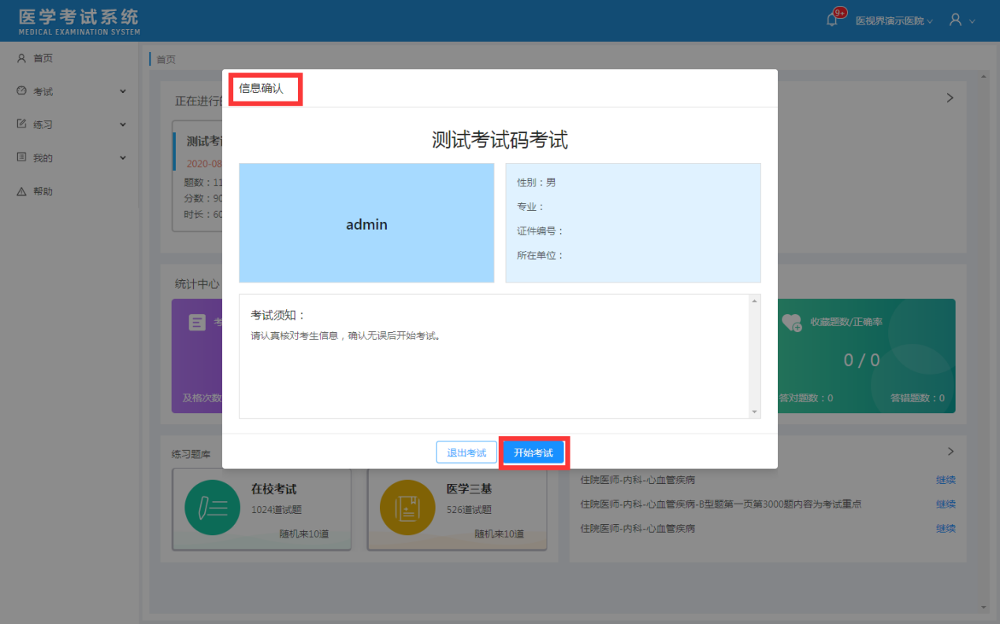 医学考试系统
MEDICAL EXAMINATION SYSTEM
9+
医视界演示医院
首页
考试
练习
我的
帮助
首页
正在进行
测试考
2020-08
题数：11
分数：90
时长：60
信息确认
测试考试码考试
admin
性别：男
专业：
证件编号：
所在单位：
考试须知：
请认真核对考生信息，确认无误后开始考试。
退出考试
开始考试
统计中心
及格次数
收藏题数/正确率
0 / 0
答对题数：0
答错题数：0
练习题库
在校考试
1024道试题
随机来10道
医学三基
526道试题
随机来10道
住院医师-内科-心血管疾病
继续
住院医师-内科-心血管疾病-B型题第一页第3000题内容为考试重点
继续
住院医师-内科-心血管疾病
继续